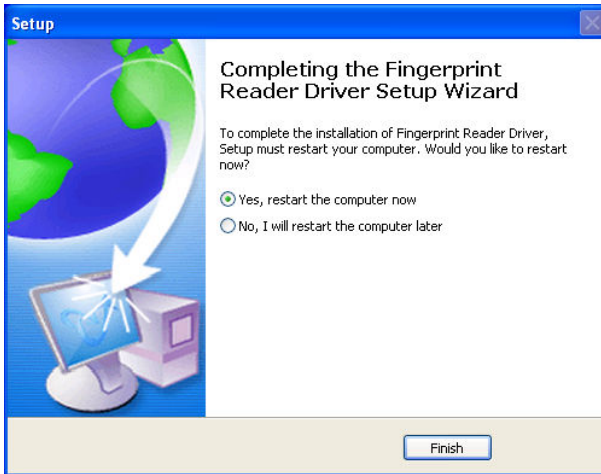 Setup
Completing the Fingerprint
Reader Driver Setup Wizard
To complete the installation of Fingerprint Reader Driver,
Setup must restart your computer. Would you like to restart
now?
Yes, restart the computer now
No, I will restart the computer later
Finish